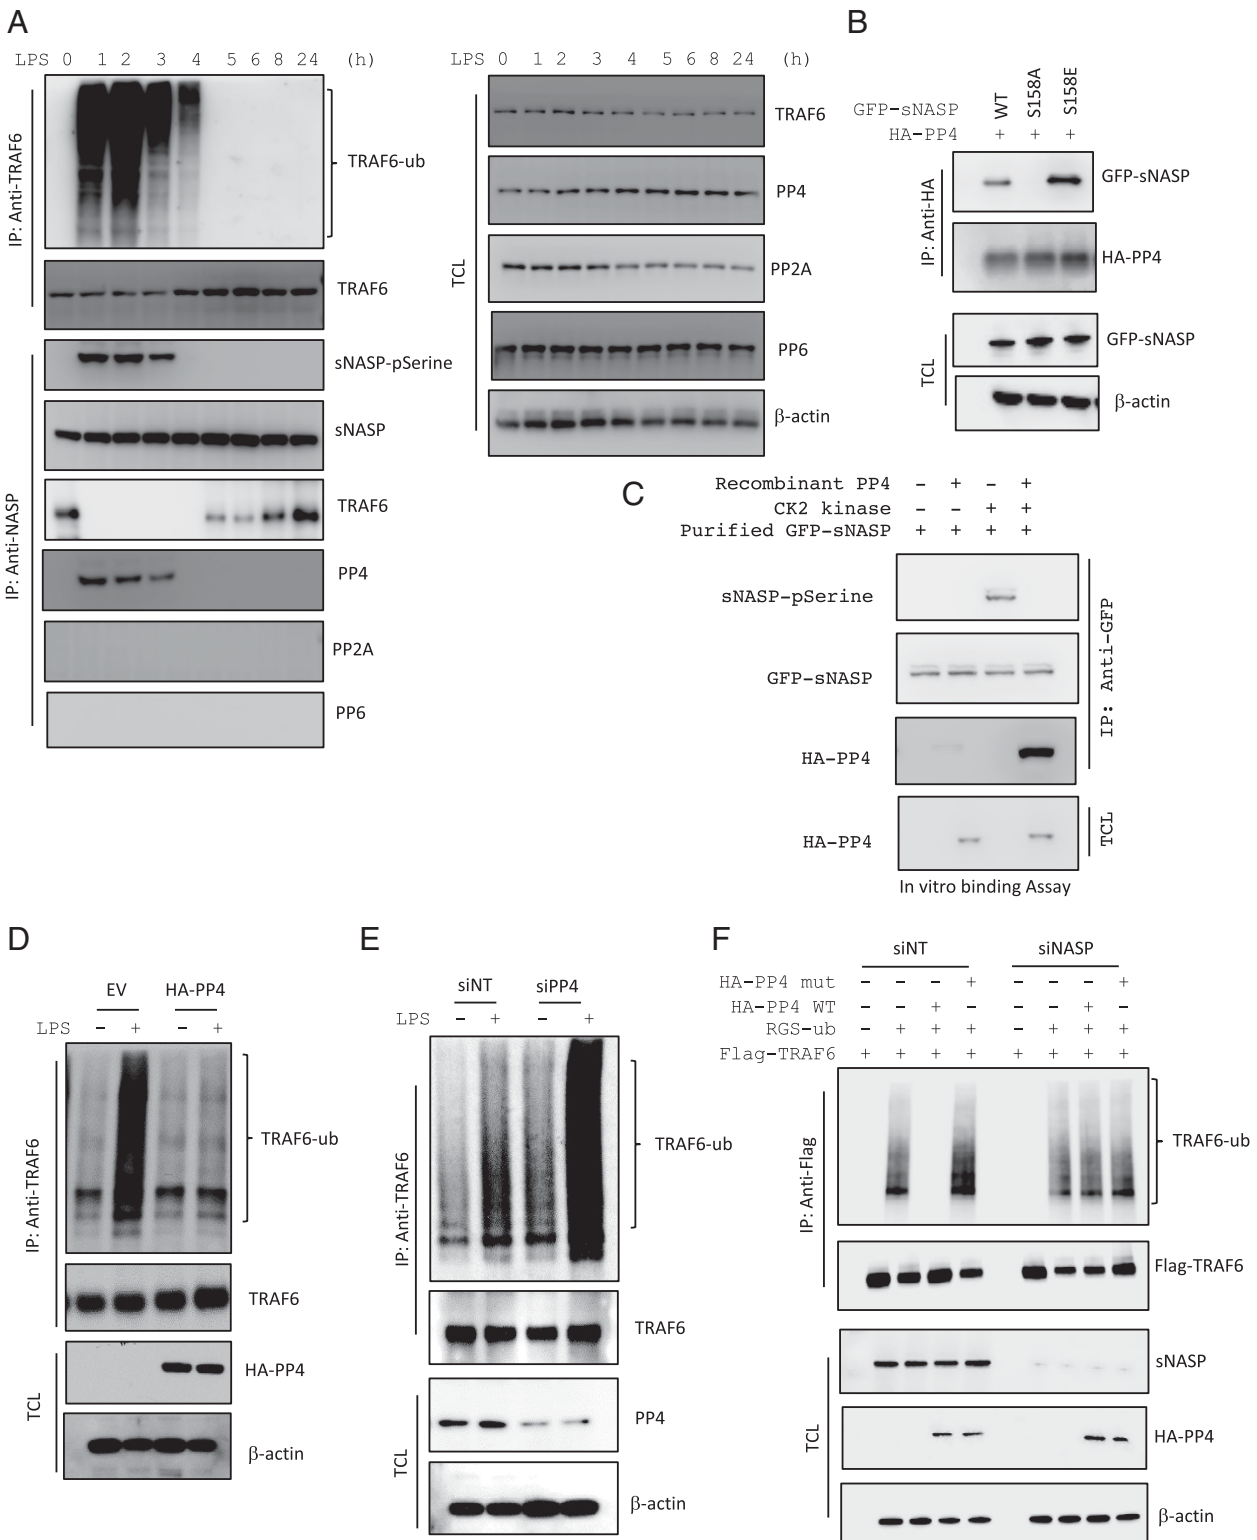 A
LPS 0 1 2 3 4 5 6 8 24 (h)
IP: Anti-TRAF6
TRAF6-ub
TRAF6
IP: Anti-NASP
sNASP-pSerine
sNASP
TRAF6
PP4
PP2A
PP6
LPS 0 1 2 3 4 5 6 8 24 (h)
TCL
TRAF6
PP4
PP2A
PP6
β-actin
B
GFP-sNASP WT S158A S158E
HA-PP4 + + +
IP: Anti-HA
GFP-sNASP
HA-PP4
TCL
GFP-sNASP
β-actin
C
Recombinant PP4 - + - +
CK2 kinase - - + +
Purified GFP-sNASP + + + +
sNASP-pSerine
GFP-sNASP
HA-PP4
IP: Anti-GFP
HA-PP4
TCL
In vitro binding Assay
D
EV HA-PP4
LPS - + - +
IP: Anti-TRAF6
TRAF6-ub
TRAF6
TCL
HA-PP4
β-actin
E
siNT siPP4
LPS - + - +
IP: Anti-TRAF6
TRAF6-ub
TRAF6
TCL
PP4
β-actin
F
siNT siNASP
HA-PP4 mut - - - + - - - +
HA-PP4 WT - - + - - - + -
RGS-ub - + + + - + + +
Flag-TRAF6 + + + + + + + +
IP: Anti-Flag
TRAF6-ub
Flag-TRAF6
TCL
sNASP
HA-PP4
β-actin